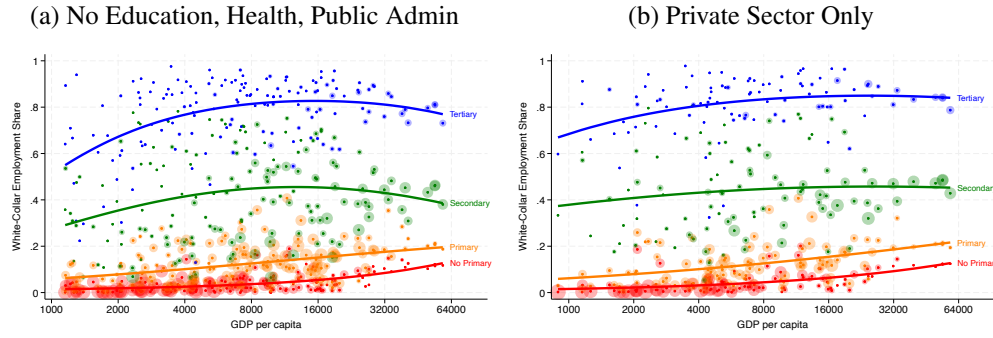 (a) No Education, Health, Public Admin
(b) Private Sector Only
White-Collar Employment Share
1
.8
.6
.4
.2
0
Tertiary
Secondary
Primary
No Primary
1000
2000
4000
8000
16000
32000
64000
GDP per capita
White-Collar Employment Share
1
.8
.6
.4
.2
0
Tertiary
Secondar
Primary
No Primar
1000
2000
4000
8000
16000
32000
64000
GDP per capita